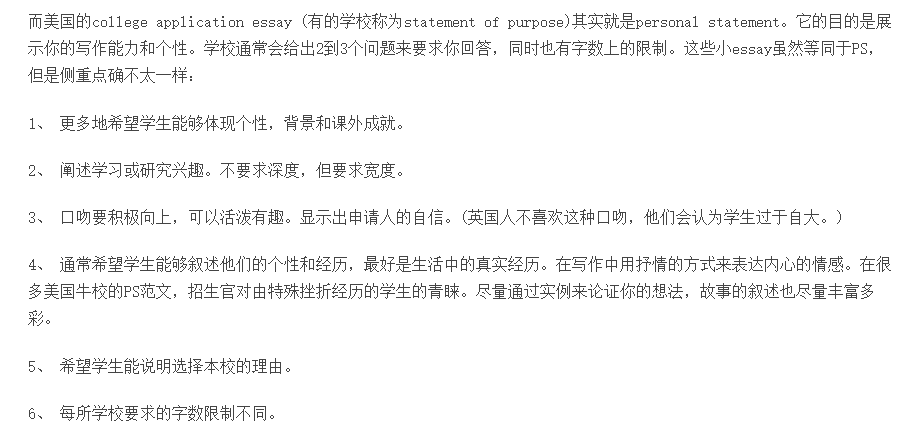 而美国的college application essay (有的学校称为statement of purpose)其实就是personal statement。它的目的是展
示你的写作能力和个性。学校通常会给出2到3个问题来要求你回答，同时也有字数上的限制。这些小essay虽然等同于PS，
但是侧重点确不太一样：
1、 更多地希望学生能够体现个性，背景和课外成就。
2、 阐述学习或研究兴趣。不要求深度，但要求宽度。
3、 口吻要积极向上，可以活泼有趣。显示出申请人的自信。(英国人不喜欢这种口吻，他们会认为学生过于自大。)
4、 通常希望学生能够叙述他们的个性和经历，最好是生活中的真实经历。在写作中用抒情的方式来表达内心的情感。在很
多美国牛校的PS范文，招生官对由特殊挫折经历的学生的青睐。尽量通过实例来论证你的想法，故事的叙述也尽量丰富多
彩。
5、 希望学生能说明选择本校的理由。
6、 每所学校要求的字数限制不同。